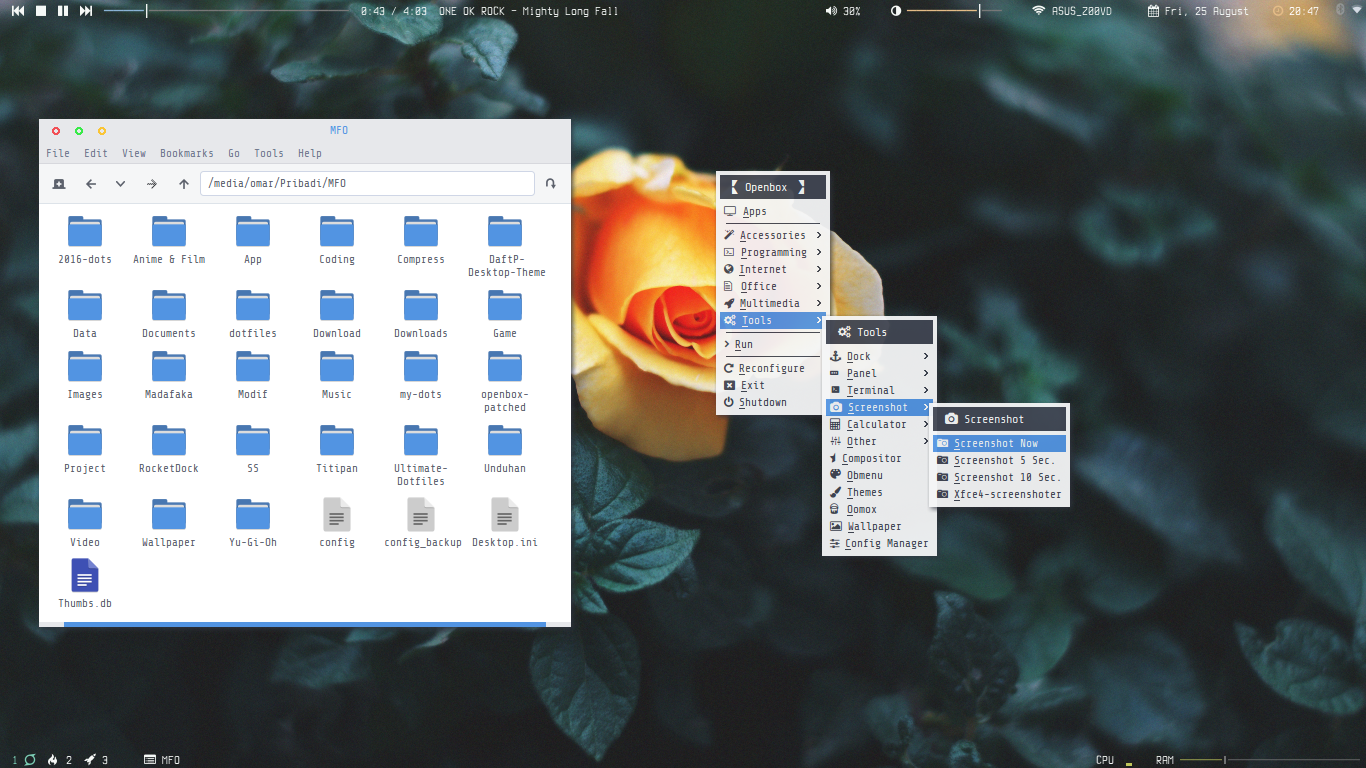 0:43 / 4:03 ONE OK ROCK - Mighty Long Fall
30%
ASUS_Z00VD
Fri, 25 August
20:47
MFO
File Edit View Bookmarks Go Tools Help
/media/omar/Pribadi/MFO
2016-dots Anime & Film App Coding Compress DaftP-
Desktop-Theme
Data Documents dotfiles Download Downloads Game
Images Madafaka Modif Music my-dots openbox-
patched
Project RocketDock SS Titipan Ultimate-
Dotfiles
Unduhan
Video Wallpaper Yu-Gi-Oh config config_backup Desktop.ini
Thumbs.db
Openbox
Apps
Accessories
Programming
Internet
Office
Multimedia
Tools
Run
Reconfigure
Exit
Shutdown
Tools
Dock
Panel
Terminal
Screenshot
Calculator
Other
Compositor
Obmenu
Themes
Oomox
Wallpaper
Config Manager
Screenshot
Screenshot Now
Screenshot 5 Sec.
Screenshot 10 Sec.
Xfce4-screenshoter
1 2 3 MFO
CPU RAM